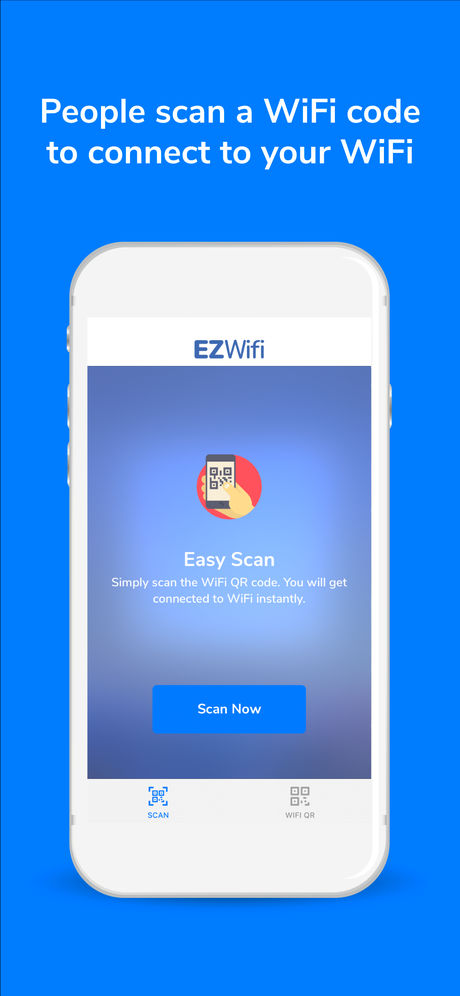 People scan a WiFi code
to connect to your WiFi
EZWifi
Easy Scan
Simply scan the WiFi QR code. You will get
connected to WiFi instantly.
Scan Now
SCAN
WIFI QR